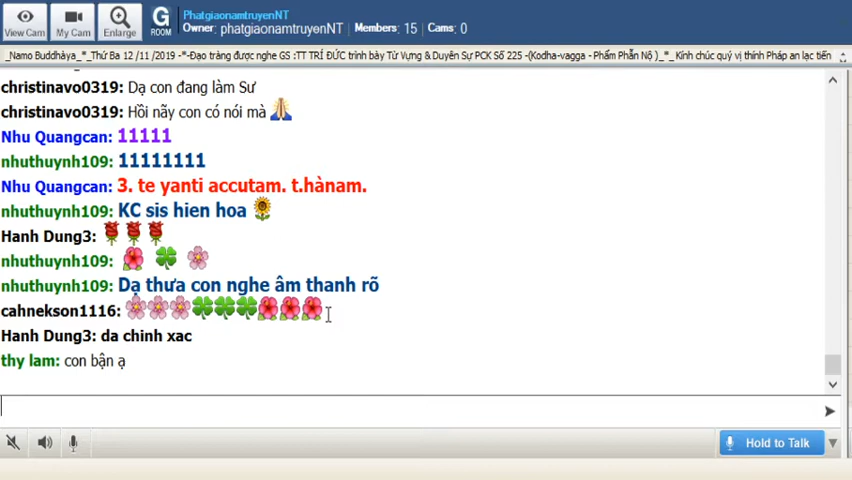 View Cam
My Cam
Enlarge
G
ROOM
PhatgiaonamtruyenNT
Owner: phatgiaonamtruyenNT Members: 15 Cams: 0
_Namo Buddhàya_*_Thứ Ba 12 /11 /2019 -*-Đạo tràng được nghe GS :TT TRÍ ĐỨC trình bày Từ Vựng & Duyên Sự PCK Số 225 -(Kodha-vagga - Phẩm Phẫn Nộ )_*_ Kính chúc quý vị thính Pháp an lạc tiến
christinavo0319: Dạ con đang làm Sư
christinavo0319: Hồi nãy con có nói mà
Nhu Quangcan: 11111
nhuthuynh109: 11111111
Nhu Quangcan: 3. te yanti accutam. t.hànam.
nhuthuynh109: KC sis hien hoa
Hanh Dung3:
nhuthuynh109:
nhuthuynh109: Dạ thưa con nghe âm thanh rõ
cahnekson1116:
Hanh Dung3: da chinh xac
thy lam: con bận ạ
Hold to Talk